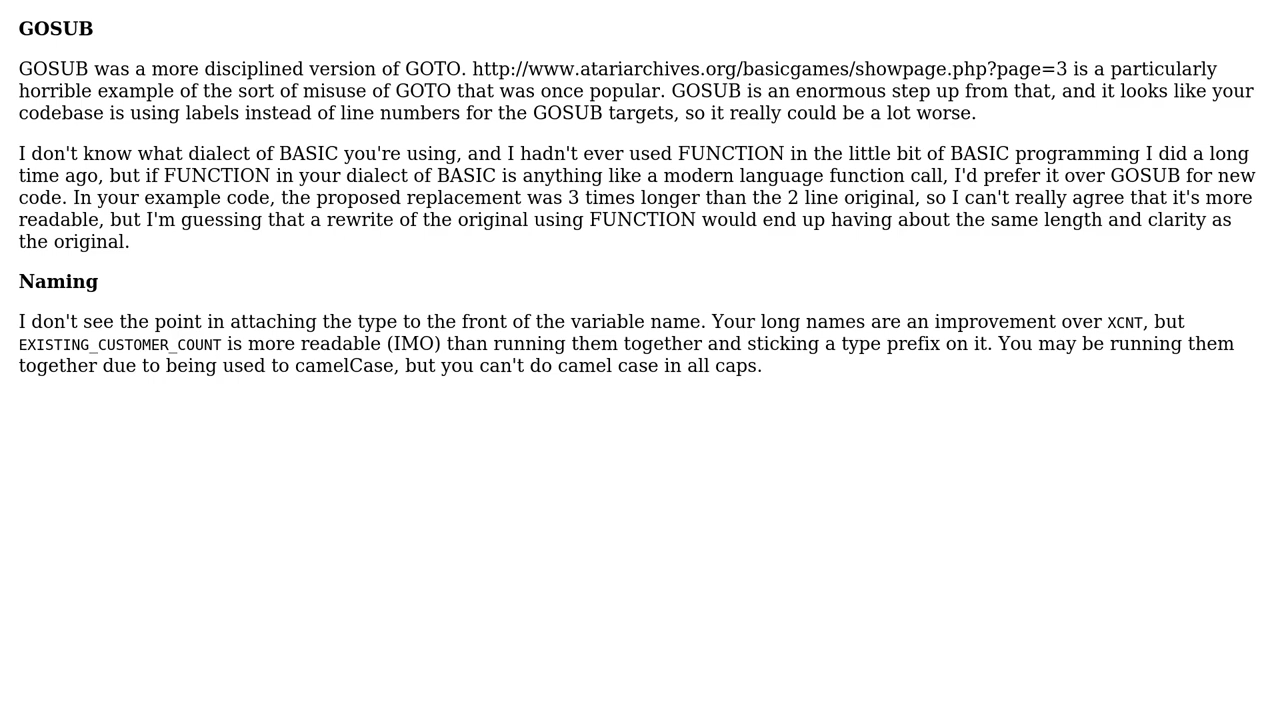 GOSUB
GOSUB was a more disciplined version of GOTO. http://www.atariarchives.org/basicgames/showpage.php?page=3 is a particularly
horrible example of the sort of misuse of GOTO that was once popular. GOSUB is an enormous step up from that, and it looks like your
codebase is using labels instead of line numbers for the GOSUB targets, so it really could be a lot worse.
I don't know what dialect of BASIC you're using, and I hadn't ever used FUNCTION in the little bit of BASIC programming I did a long
time ago, but if FUNCTION in your dialect of BASIC is anything like a modern language function call, I'd prefer it over GOSUB for new
code. In your example code, the proposed replacement was 3 times longer than the 2 line original, so I can't really agree that it's more
readable, but I'm guessing that a rewrite of the original using FUNCTION would end up having about the same length and clarity as
the original.
Naming
I don't see the point in attaching the type to the front of the variable name. Your long names are an improvement over XCNT, but
EXISTING_CUSTOMER_COUNT is more readable (IMO) than running them together and sticking a type prefix on it. You may be running them
together due to being used to camelCase, but you can't do camel case in all caps.